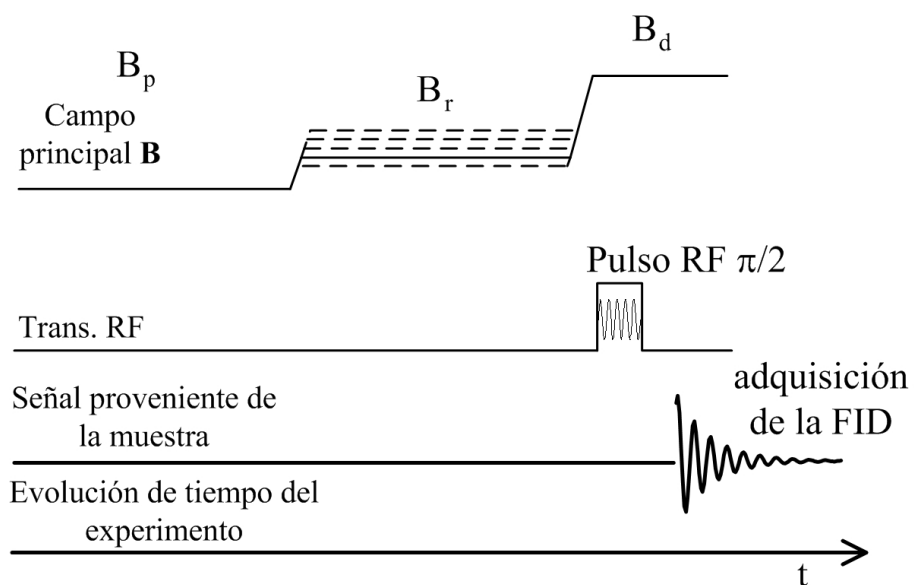 B_d
B_p
B_r
Campo
principal B
Pulso RF π/2
Trans. RF
adquisición
de la FID
Señal proveniente de
la muestra
Evolución de tiempo del
experimento
t